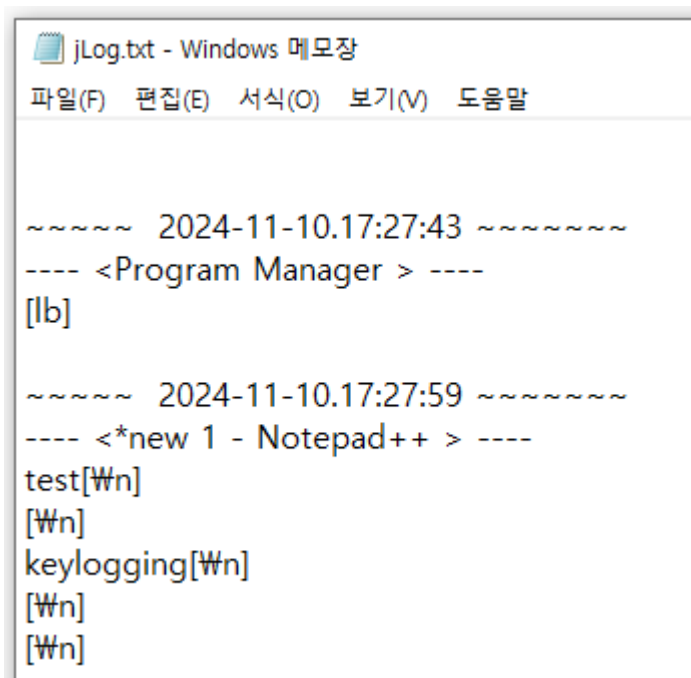 jLog.txt - Windows 메모장
파일(F) 편집(E) 서식(O) 보기(V) 도움말
~~~~~ 2024-11-10.17:27:43 ~~~~~~~
---- <Program Manager > ----
[lb]
~~~~~ 2024-11-10.17:27:59 ~~~~~~~
---- <*new 1 - Notepad++ > ----
test[₩n]
[₩n]
keylogging[₩n]
[₩n]
[₩n]